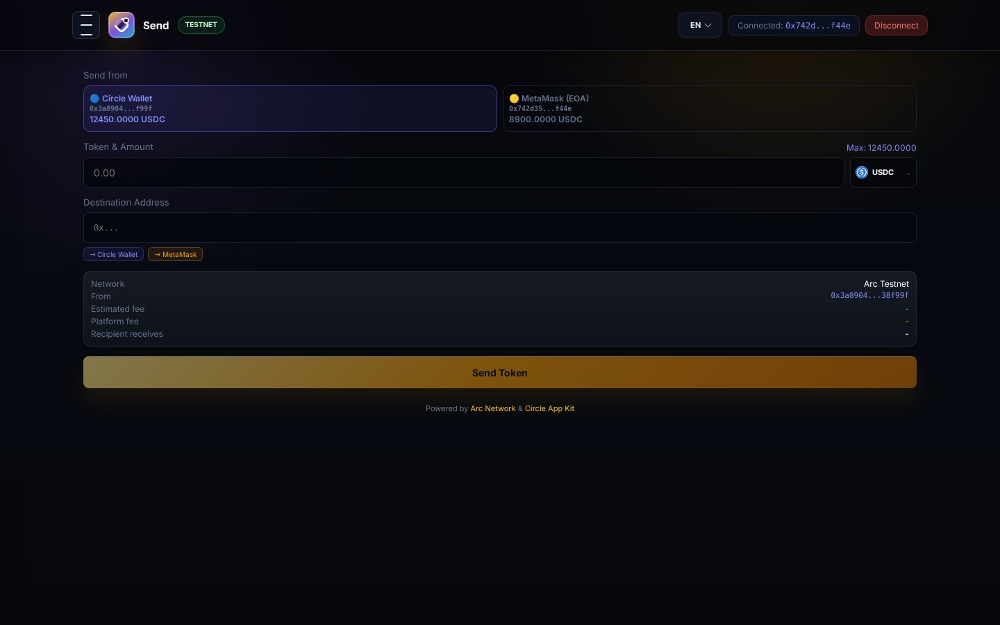 Send
TESTNET
EN
Connected: 0x742d...f44e
Disconnect
Send from
Circle Wallet
0x3a8904...f99f
12450.0000 USDC
MetaMask (EOA)
0x742d35...f44e
8900.0000 USDC
Token & Amount
Max: 12450.0000
0.00
USDC
Destination Address
0x...
→ Circle Wallet
→ MetaMask
Network
Arc Testnet
From
0x3a8904...38f99f
Estimated fee
-
Platform fee
-
Recipient receives
-
Send Token
Powered by Arc Network & Circle App Kit